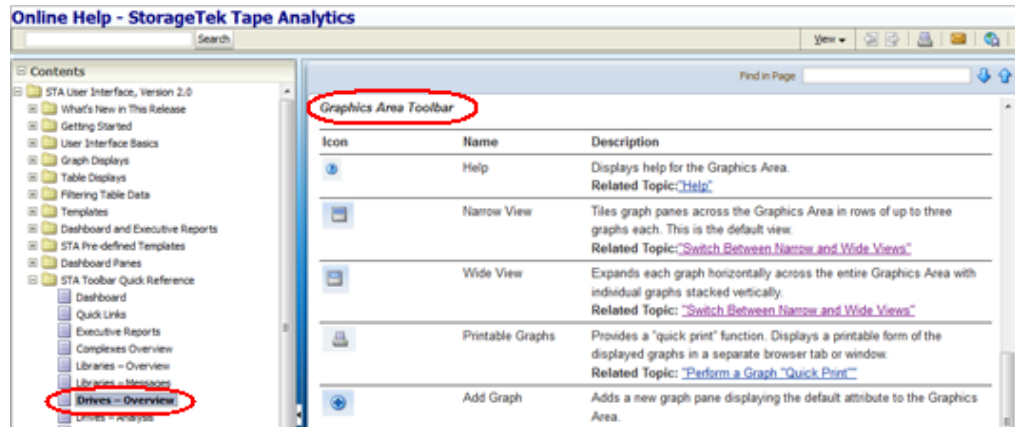 Online Help - StorageTek Tape Analytics
Search
View
Contents
Find in Page
STA User Interface, Version 2.0
What's New in This Release
Getting Started
User Interface Basics
Graph Displays
Table Displays
Filtering Table Data
Templates
Dashboard and Executive Reports
STA Pre-defined Templates
Dashboard Panes
STA Toolbar Quick Reference
Dashboard
Quick Links
Executive Reports
Complexes Overview
Libraries – Overview
Libraries – Messages
Drives – Overview
Drives – Analysis
Graphics Area Toolbar
Icon Name Description
Help Displays help for the Graphics Area.
Related Topic:"Help"
Narrow View Tiles graph panes across the Graphics Area in rows of up to three
graphs each. This is the default view.
Related Topic:"Switch Between Narrow and Wide Views"
Wide View Expands each graph horizontally across the entire Graphics Area with
individual graphs stacked vertically.
Related Topic: "Switch Between Narrow and Wide Views"
Printable Graphs Provides a "quick print" function. Displays a printable form of the
displayed graphs in a separate browser tab or window.
Related Topic: "Perform a Graph "Quick Print""
Add Graph Adds a new graph pane displaying the default attribute to the Graphics
Area.